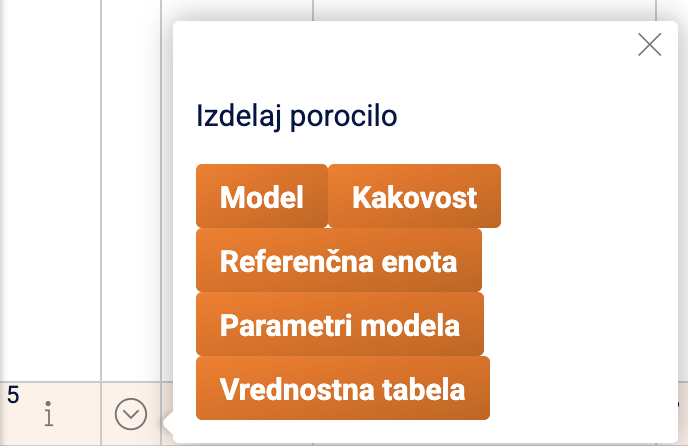 Izdelaj porocilo
Model Kakovost
Referenčna enota
Parametri modela
Vrednostna tabela
5
i